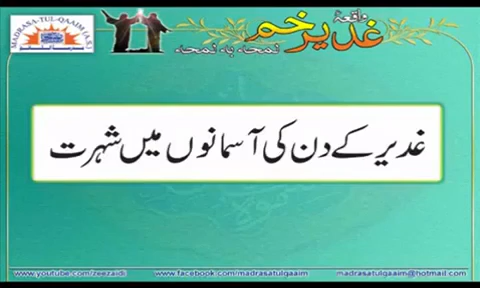 MADRASA-TUL-QAAIM(A.S.)
واقعۂ
غدیر خم
لمحہ بہ لمحہ
غدیر کے دن کی آسمانوں میں شہرت
www.youtube.com/zeezaidi www.facebook.com/madrasatulqaaim madrasatulqaaim@hotmail.com